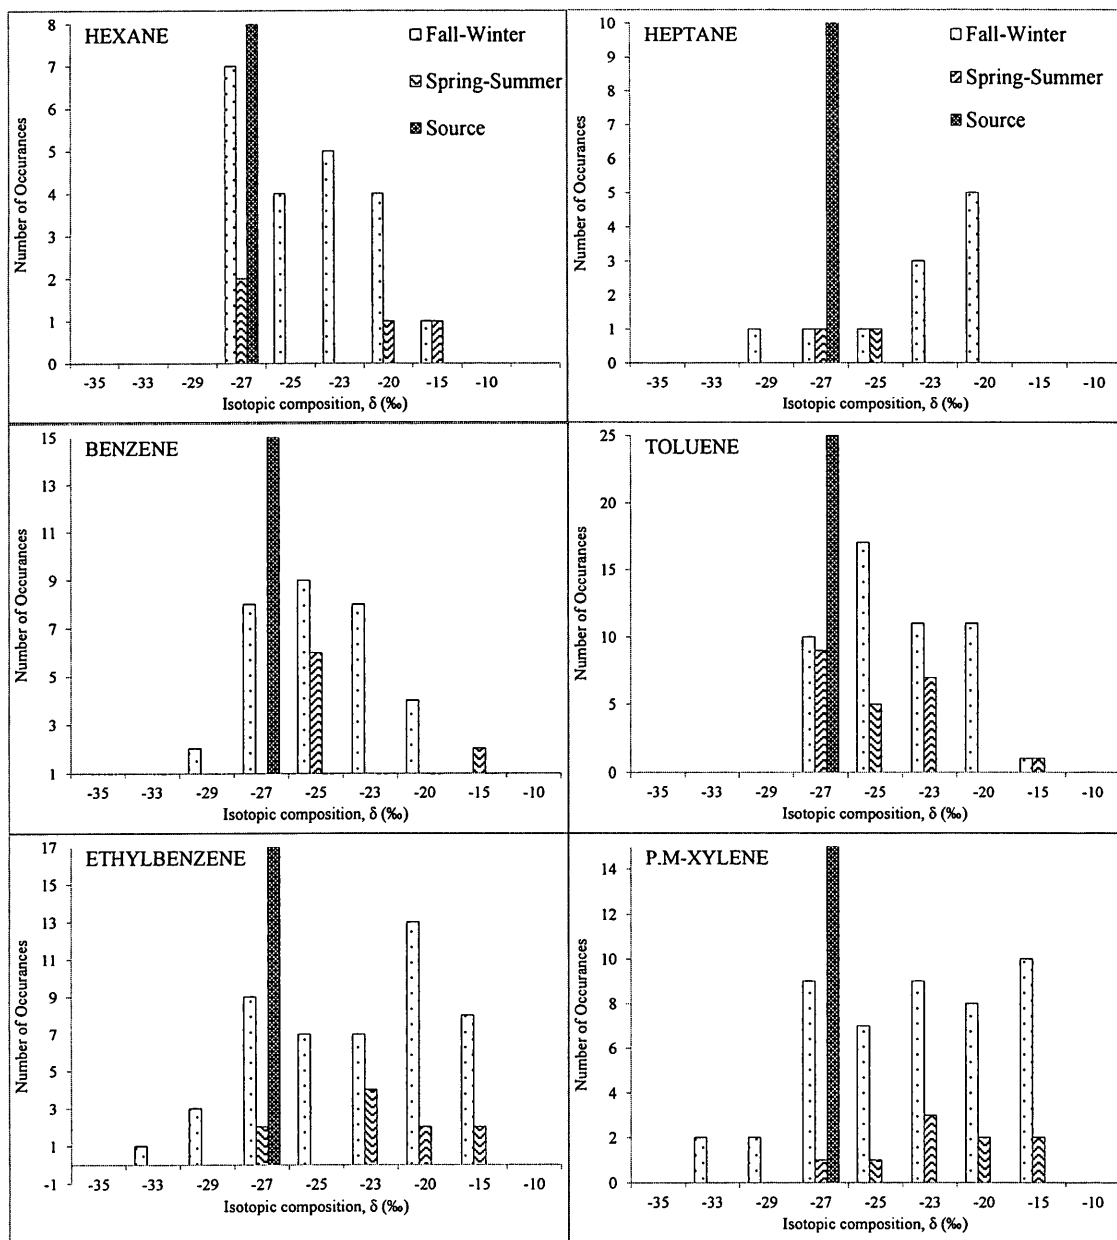 HEXANE
Fall-Winter
Spring-Summer
Source
8
7
6
5
4
3
2
1
0
Number of Occurances
-35 -33 -29 -27 -25 -23 -20 -15 -10
Isotopic composition, δ (‰)
HEPTANE
Fall-Winter
Spring-Summer
Source
10
9
8
7
6
5
4
3
2
1
0
Number of Occurances
-35 -33 -29 -27 -25 -23 -20 -15 -10
Isotopic composition, δ (‰)
BENZENE
15
13
11
9
7
5
3
1
Number of Occurances
-35 -33 -29 -27 -25 -23 -20 -15 -10
Isotopic composition, δ (‰)
TOLUENE
25
20
15
10
5
0
Number of Occurances
-35 -33 -29 -27 -25 -23 -20 -15 -10
Isotopic composition, δ (‰)
ETHYLBENZENE
17
15
13
11
9
7
5
3
1
-1
Number of Occurances
-35 -33 -29 -27 -25 -23 -20 -15 -10
Isotopic composition, δ (‰)
P.M-XYLENE
14
12
10
8
6
4
2
0
Number of Occurances
-35 -33 -29 -27 -25 -23 -20 -15 -10
Isotopic composition, δ (‰)